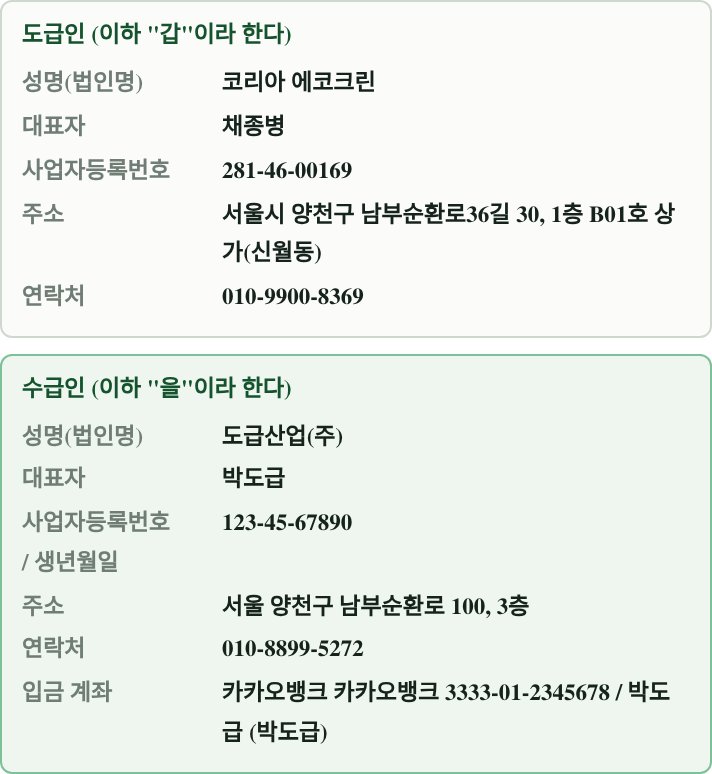 도급인 (이하 "갑"이라 한다)
성명(법인명) 코리아 에코크린
대표자 채종병
사업자등록번호 281-46-00169
주소 서울시 양천구 남부순환로36길 30, 1층 B01호 상
가(신월동)
연락처 010-9900-8369
수급인 (이하 "을"이라 한다)
성명(법인명) 도급산업(주)
대표자 박도급
사업자등록번호 123-45-67890
/ 생년월일
주소 서울 양천구 남부순환로 100, 3층
연락처 010-8899-5272
입금 계좌 카카오뱅크 카카오뱅크 3333-01-2345678 / 박도
급 (박도급)